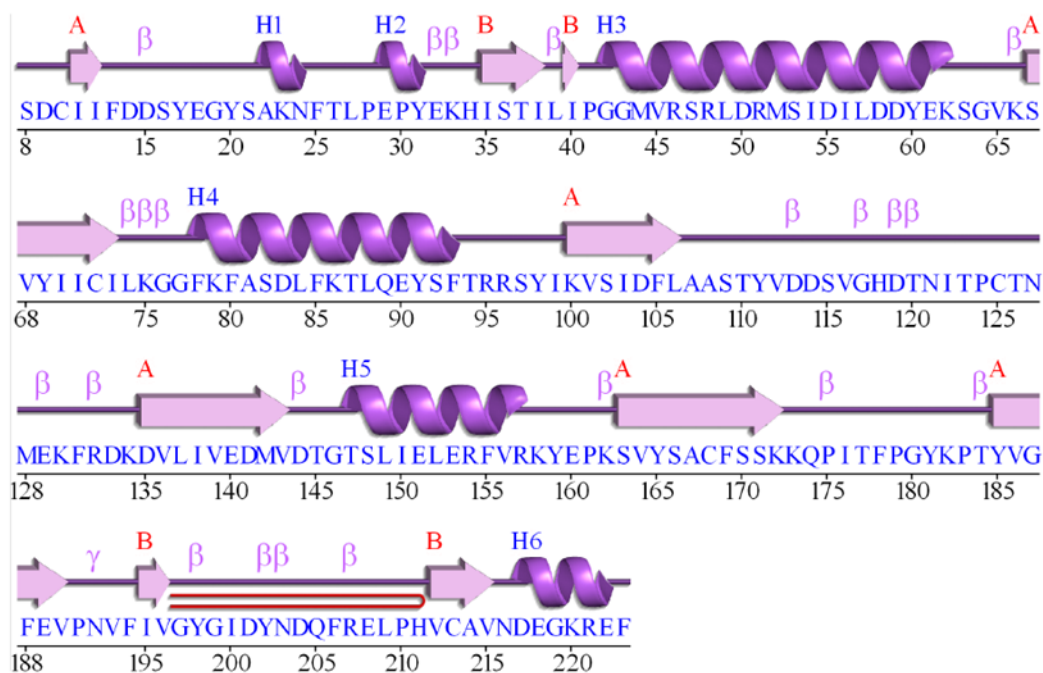 A β H1 H2 ββ B β B H3 β A
SDCIIFDDSYEGYSAKNFTLPEPYEKHISTILIPGGMVRSRLDRMSIDILDDYEKSGVKS
8 15 20 25 30 35 40 45 50 55 60 65
βββ H4 A β β ββ
VYIICILKGGFKFASDLFKTLQEYSFTRRSYIKVSIDFLAASTYVDDSVGHDTNITPCTN
68 75 80 85 90 95 100 105 110 115 120 125
β β A β H5 β A β β A
MEKFRDKDVLIVEDMVDTGTSLIELERFVRKYEPKSVYSACFSSKKQPITFPGYKPTYVG
128 135 140 145 150 155 160 165 170 175 180 185
γ B β ββ β B H6
FEVPNVFIVGYGIDYNDQFRELPHVCAVNDEGKREF
188 195 200 205 210 215 220